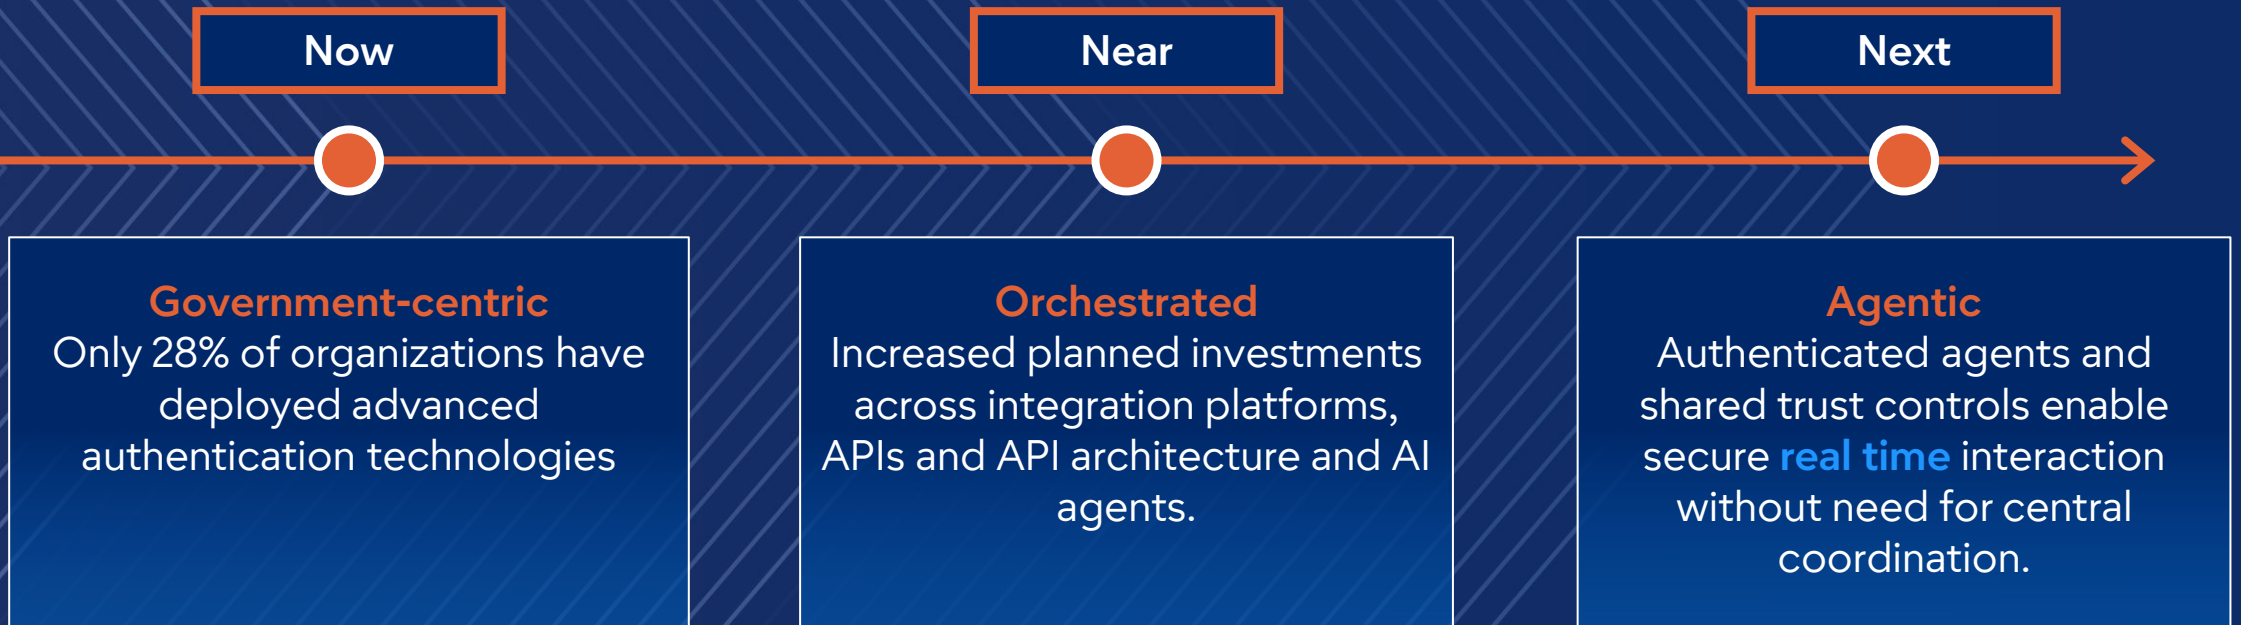 Now
Near
Next
Government-centric
Only 28% of organizations have
deployed advanced
authentication technologies
Orchestrated
Increased planned investments
across integration platforms,
APIs and API architecture and AI
agents.
Agentic
Authenticated agents and
shared trust controls enable
secure real time interaction
without need for central
coordination.